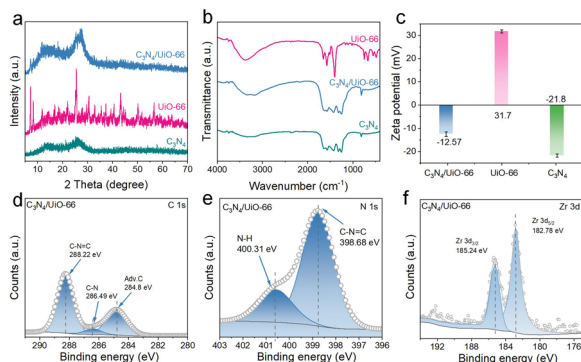 a
C₃N₄/UiO-66
UiO-66
C₃N₄
Intensity (a.u.)
5 10 20 30 40 50 60 70
2 Theta (degree)
b
UiO-66
C₃N₄/UiO-66
C₃N₄
Transmittance (a.u.)
4000 3000 2000 1000
Wavenumber (cm⁻¹)
c
Zeta potential (mV)
30
20
10
0
-10
-20
-12.57
31.7
-21.8
C₃N₄/UiO-66 UiO-66 C₃N₄
d
C₃N₄/UiO-66
C 1s
C-N=C
288.22 eV
C-N
286.49 eV
Adv.C
284.8 eV
Counts (a.u.)
290 288 286 284 282 280
Binding energy (eV)
e
C₃N₄/UiO-66
N 1s
N-H
400.31 eV
C-N=C
398.68 eV
Counts (a.u.)
403 402 401 400 399 398 397 396
Binding energy (eV)
f
C₃N₄/UiO-66
Zr 3d
Zr 3d₃/₂
185.24 eV
Zr 3d₅/₂
182.78 eV
Counts (a.u.)
192 188 184 180 176
Binding energy (eV)